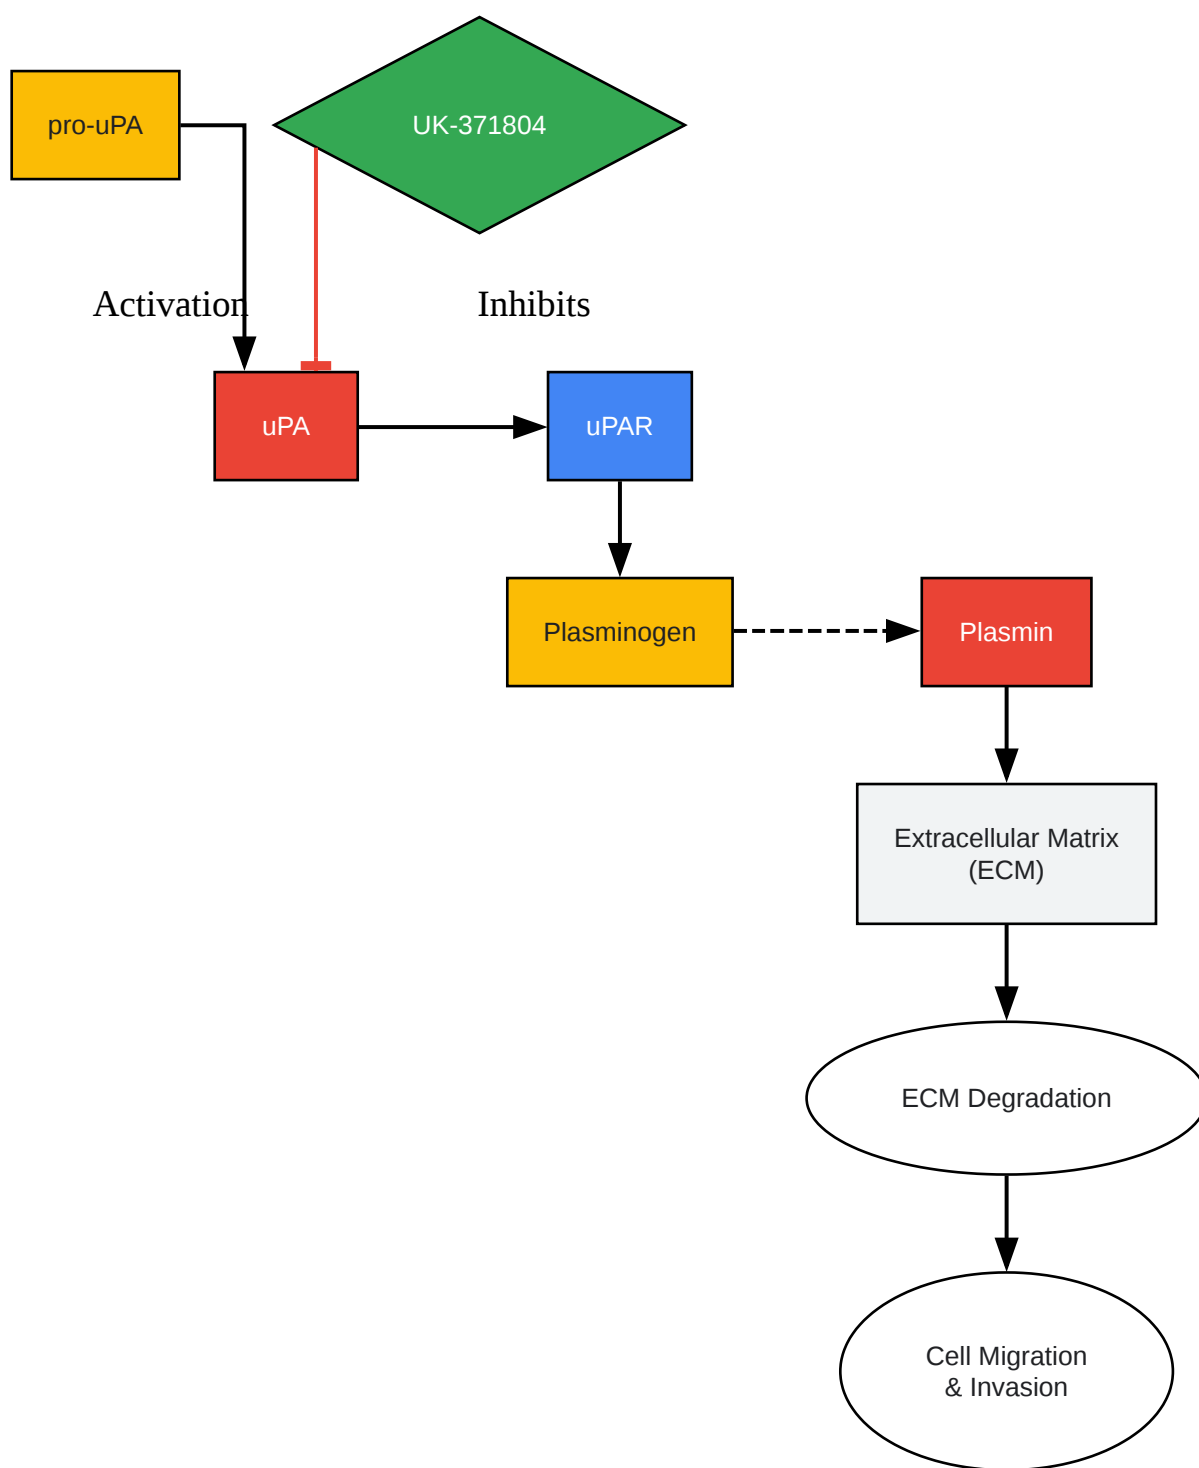 pro-uPA
UK-371804
Activation
Inhibits
uPA
uPAR
Plasminogen
Plasmin
Extracellular Matrix
(ECM)
ECM Degradation
Cell Migration
& Invasion